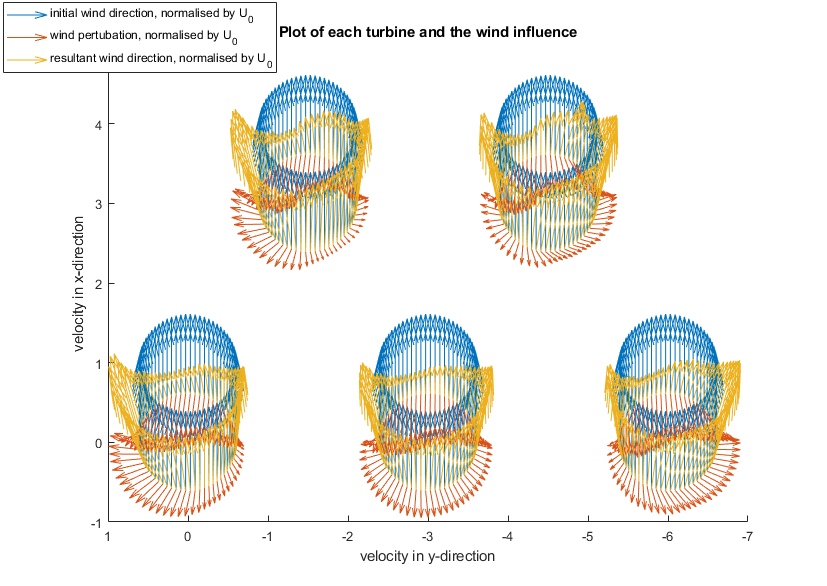 initial wind direction, normalised by U0
wind pertubation, normalised by U0
resultant wind direction, normalised by U0
Plot of each turbine and the wind influence
velocity in x-direction
4
3
2
1
0
-1
1
0
-1
-2
-3
-4
-5
-6
-7
velocity in y-direction